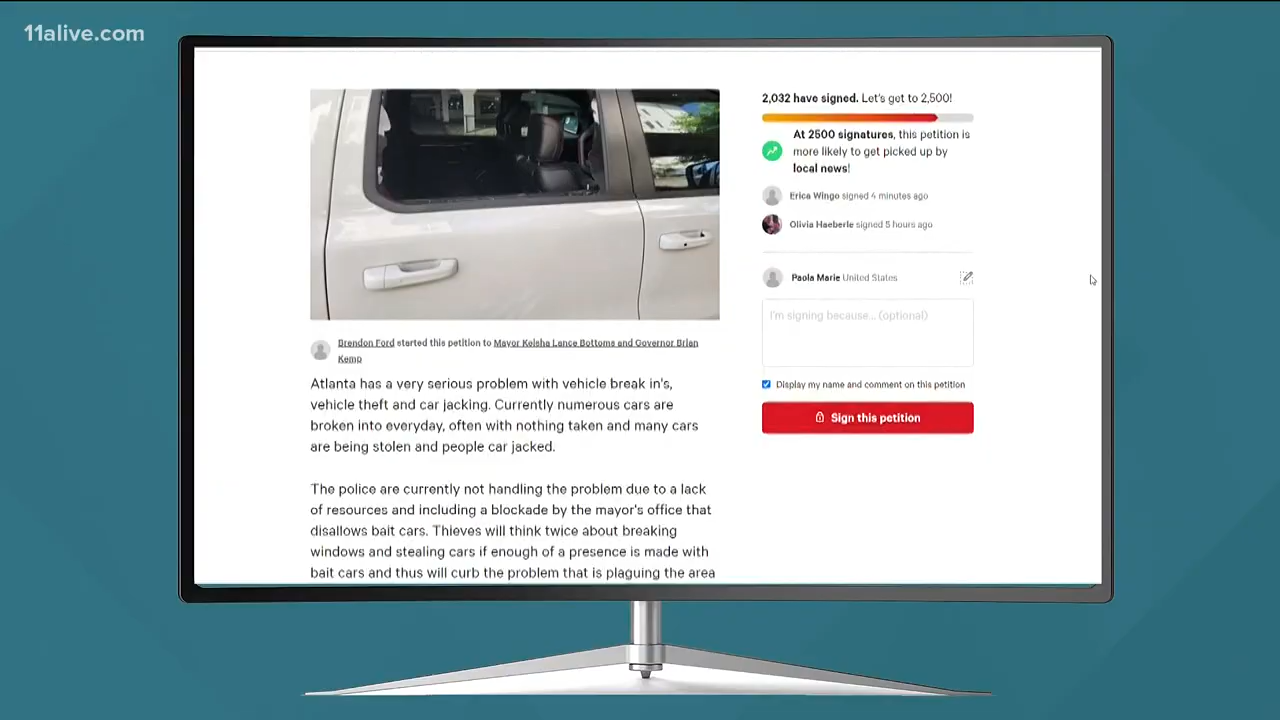 11alive.com
2,032 have signed. Let's get to 2,500!
At 2500 signatures, this petition is
more likely to get picked up by
local news!
Erica Wingo signed 4 minutes ago
Olivia Haeberle signed 5 hours ago
Paola Marie United States
I'm signing because... (optional)
Display my name and comment on this petition
Sign this petition
Brendon Ford started this petition to Mayor Keisha Lance Bottoms and Governor Brian
Kemp
Atlanta has a very serious problem with vehicle break in's,
vehicle theft and car jacking. Currently numerous cars are
broken into everyday, often with nothing taken and many cars
are being stolen and people car jacked.
The police are currently not handling the problem due to a lack
of resources and including a blockade by the mayor's office that
disallows bait cars. Thieves will think twice about breaking
windows and stealing cars if enough of a presence is made with
bait cars and thus will curb the problem that is plaguing the area